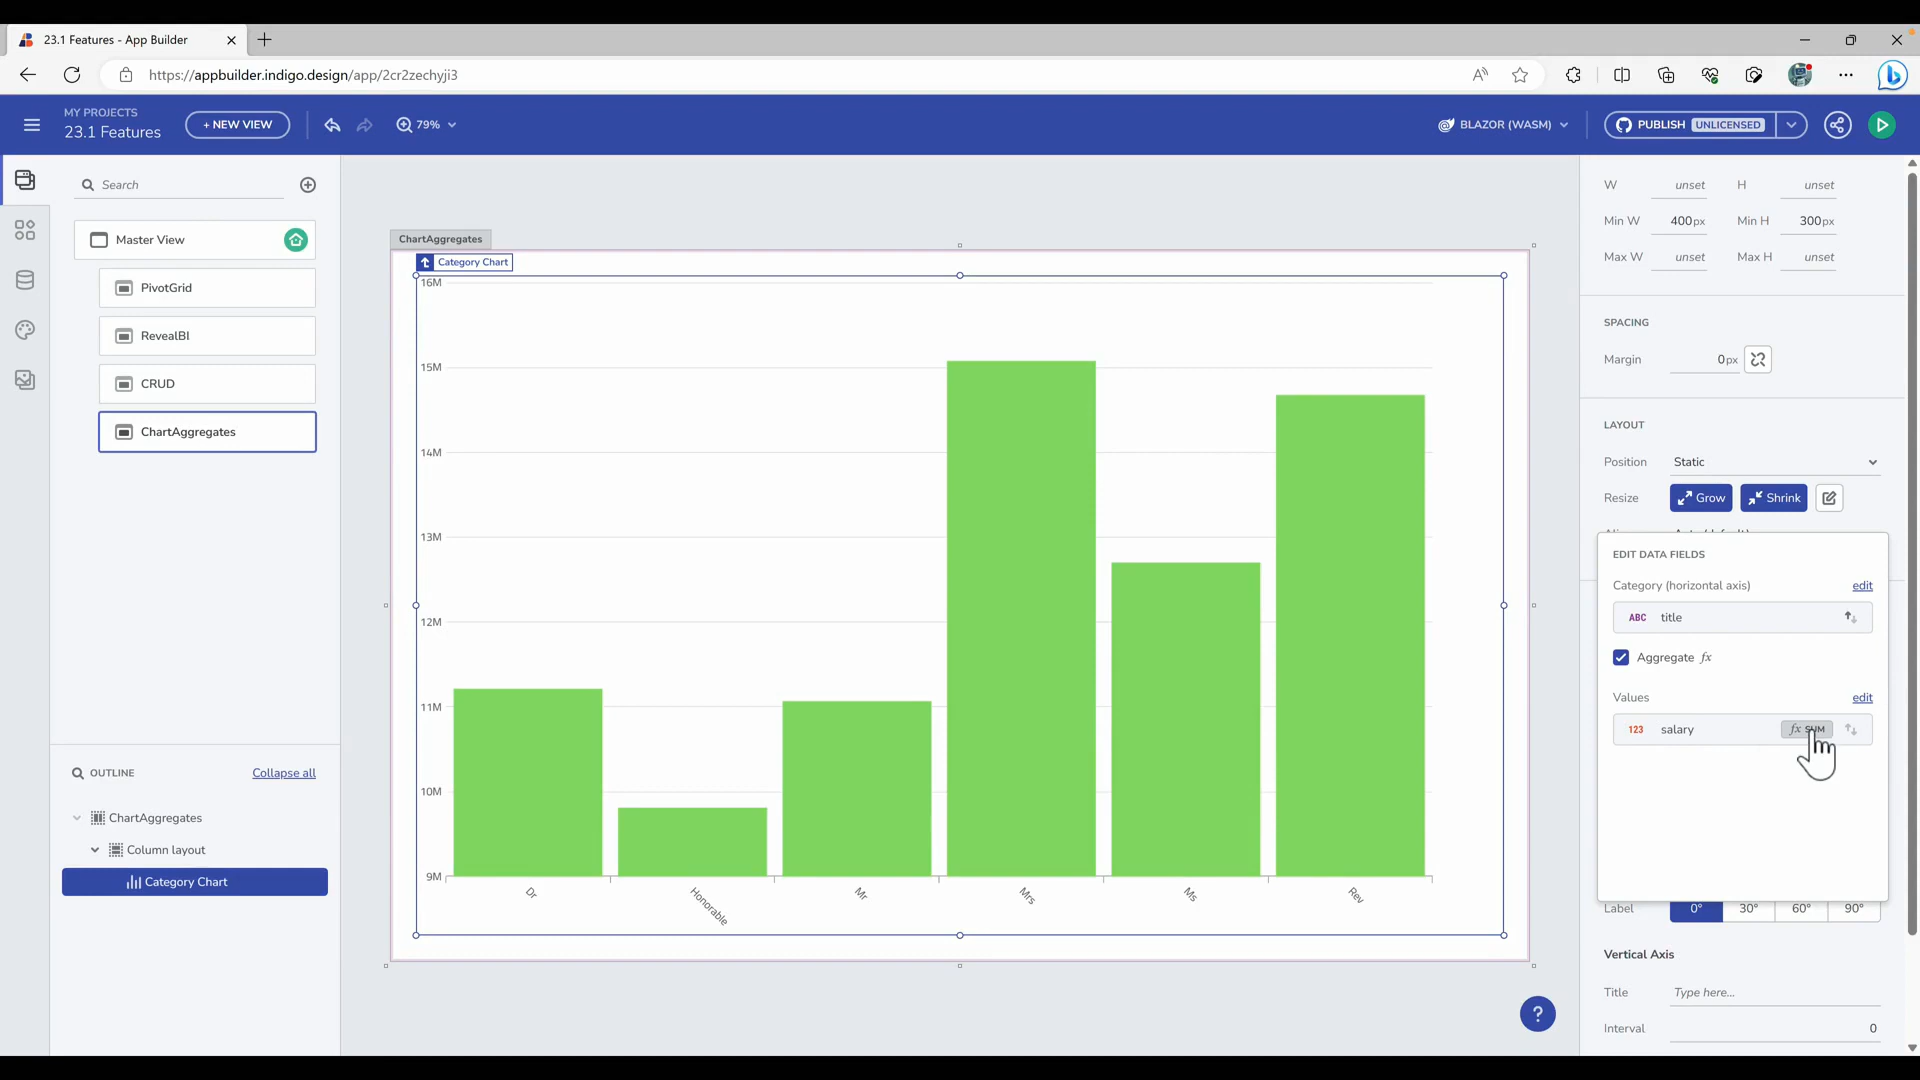 23.1 Features - App Builder
https://appbuilder.indigo.design/app/2cr2zechyji3
MY PROJECTS
23.1 Features
+ NEW VIEW
79%
BLAZOR (WASM)
PUBLISH UNLICENSED
Search
Master View
PivotGrid
RevealBI
CRUD
ChartAggregates
OUTLINE
Collapse all
ChartAggregates
Column layout
Category Chart
ChartAggregates
Category Chart
16M
15M
14M
13M
12M
11M
10M
9M
Dr
Honorable
Mr
Mrs
Ms
Rev
W unset H unset
Min W 400px Min H 300px
Max W unset Max H unset
SPACING
Margin 0px
LAYOUT
Position Static
Resize Grow Shrink
EDIT DATA FIELDS
Category (horizontal axis) edit
ABC title
Aggregate fx
Values edit
123 salary fx SUM
Label 0° 30° 60° 90°
Vertical Axis
Title Type here...
Interval 0
?